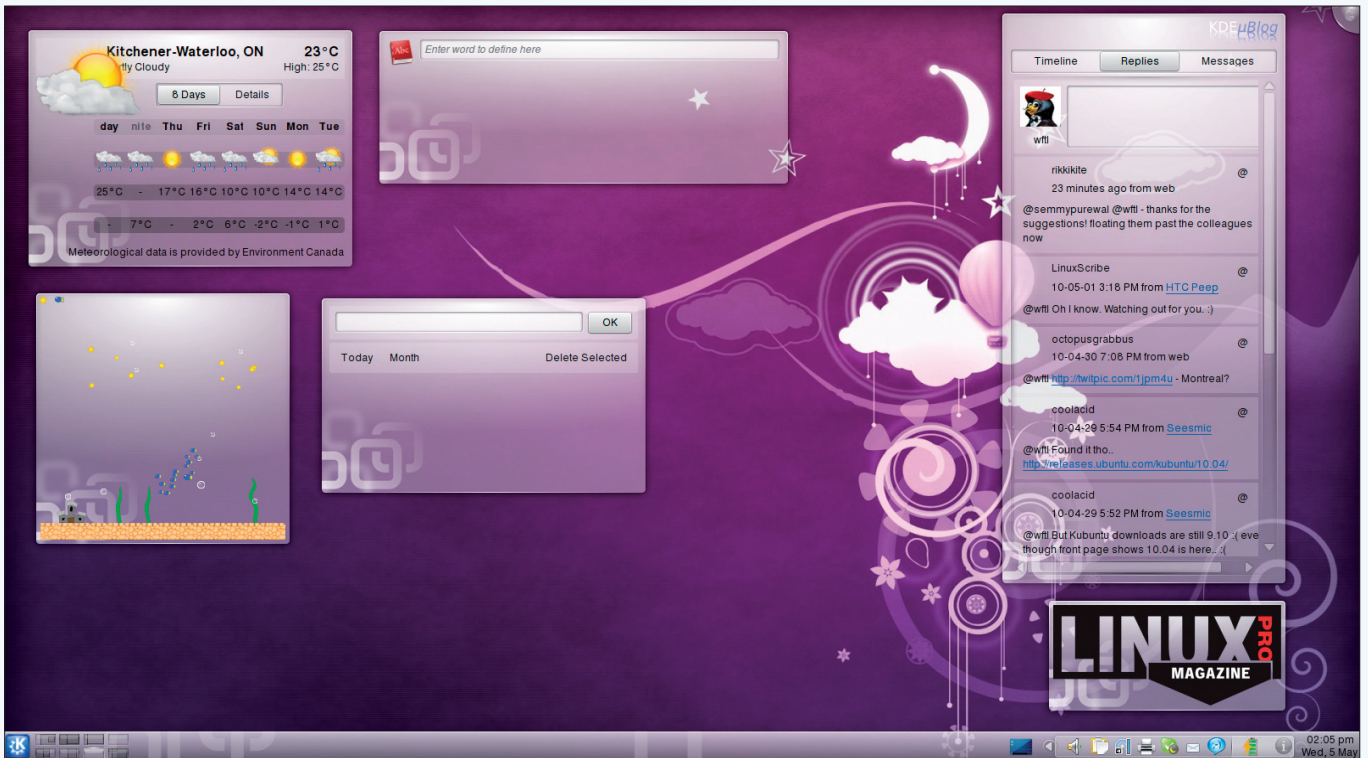 Kitchener-Waterloo, ON 23°C
tly Cloudy High: 25°C
8 Days Details
day nite Thu Fri Sat Sun Mon Tue
25°C - 17°C 16°C 10°C 10°C 14°C 14°C
- 7°C - 2°C 6°C -2°C -1°C 1°C
Meteorological data is provided by Environment Canada
Abc
Enter word to define here
OK
Today Month Delete Selected
KDEµBlog
Timeline Replies Messages
wftl
rikkikite @
23 minutes ago from web
@semmypurewal @wftl - thanks for the
suggestions! floating them past the colleagues
now
LinuxScribe @
10-05-01 3:18 PM from HTC Peep
@wftl Oh I know. Watching out for you. :)
octopusgrabbus @
10-04-30 7:08 PM from web
@wftl http://twitpic.com/1jpm4u - Montreal?
coolacid @
10-04-29 5:54 PM from Seesmic
@wftl Found it tho..
http://releases.ubuntu.com/kubuntu/10.04/
coolacid @
10-04-29 5:52 PM from Seesmic
@wftl But Kubuntu downloads are still 9.10 :( eve
though front page shows 10.04 is here.. :(
LINUX PRO
MAGAZINE
02:05 pm
Wed, 5 May